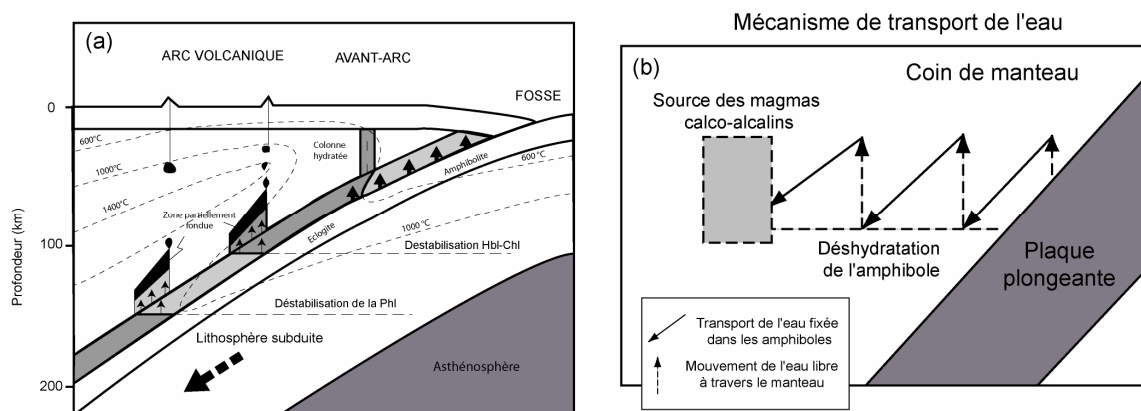 (a)
ARC VOLCANIQUE
AVANT-ARC
FOSSE
0
100
200
Profondeur (km)
600°C
1000°C
1400°C
Colonne
hydratée
Amphibolite
600°C
Zone partiellement
fondue
Eclogite
1000°C
Destabilisation Hbl-Chl
Déstabilisation de la Phl
Lithosphère subduite
Asthénosphère
Mécanisme de transport de l'eau
(b)
Coin de manteau
Source des magmas
calco-alcalins
Déshydratation
de l'amphibole
Plaque
plongeante
Transport de l'eau fixée
dans les amphiboles
Mouvement de l'eau libre
à travers le manteau